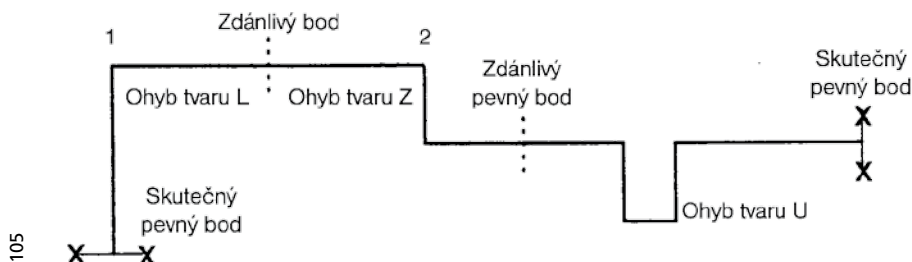 1
Zdánlivý bod
2
Ohyb tvaru L
Ohyb tvaru Z
Zdánlivý
pevný bod
Skutečný
pevný bod
Skutečný
pevný bod
Ohyb tvaru U
105